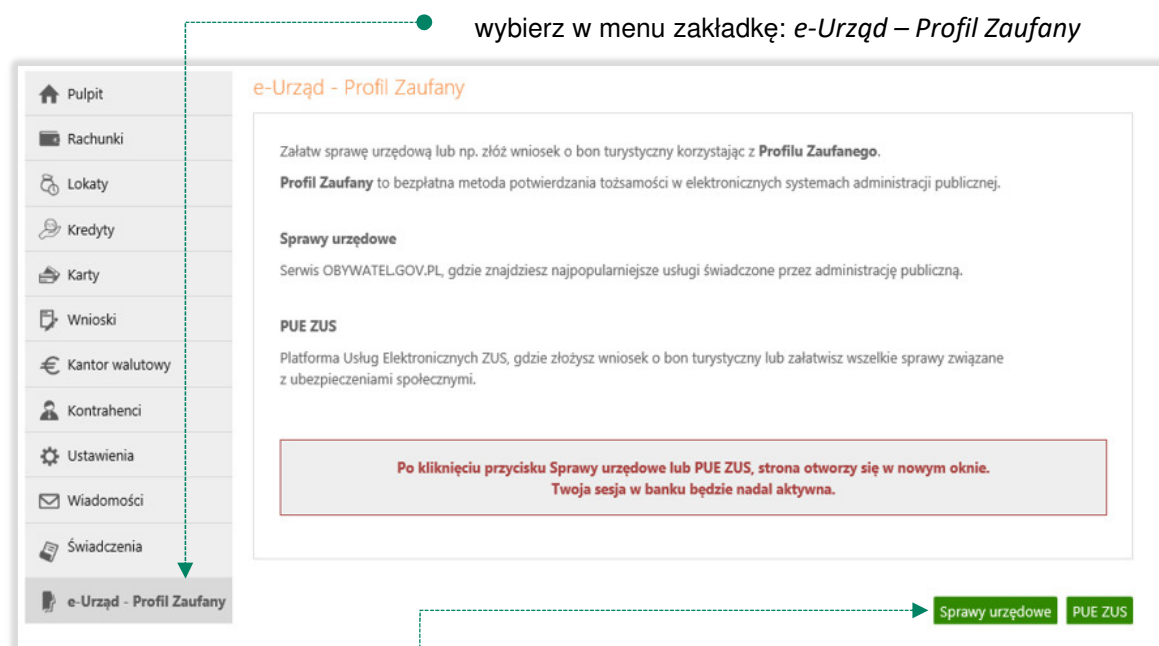 wybierz w menu zakładkę: e-Urząd – Profil Zaufany
Pulpit
Rachunki
Lokaty
Kredyty
Karty
Wnioski
Kantor walutowy
Kontrahenci
Ustawienia
Wiadomości
Świadczenia
e-Urząd - Profil Zaufany
e-Urząd - Profil Zaufany
Załatw sprawę urzędową lub np. złóż wniosek o bon turystyczny korzystając z Profilu Zaufanego.
Profil Zaufany to bezpłatna metoda potwierdzania tożsamości w elektronicznych systemach administracji publicznej.
Sprawy urzędowe
Serwis OBYWATEL.GOV.PL, gdzie znajdziesz najpopularniejsze usługi świadczone przez administrację publiczną.
PUE ZUS
Platforma Usług Elektronicznych ZUS, gdzie złożysz wniosek o bon turystyczny lub załatwisz wszelkie sprawy związane
z ubezpieczeniami społecznymi.
Po kliknięciu przycisku Sprawy urzędowe lub PUE ZUS, strona otworzy się w nowym oknie.
Twoja sesja w banku będzie nadal aktywna.
Sprawy urzędowe
PUE ZUS